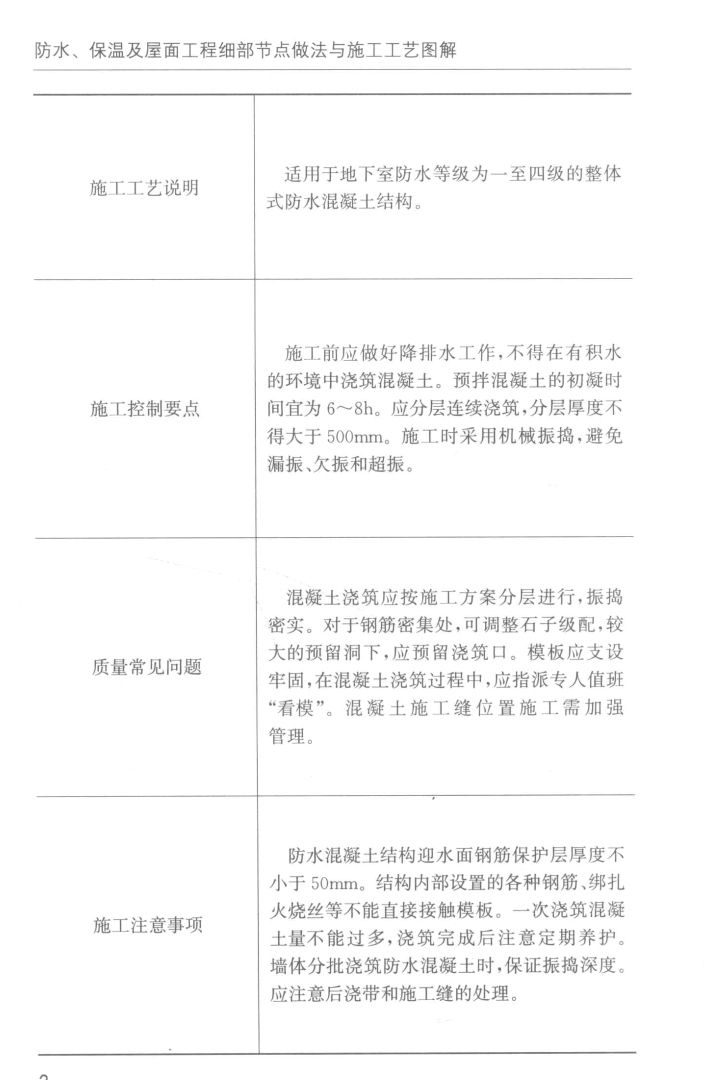 防水、保温及屋面工程细部节点做法与施工工艺图解
施工工艺说明
适用于地下室防水等级为一至四级的整体
式防水混凝土结构。
施工控制要点
施工前应做好降排水工作,不得在有积水
的环境中浇筑混凝土。预拌混凝土的初凝时
间宜为 6～8h。应分层连续浇筑,分层厚度不
得大于 500mm。施工时采用机械振捣,避免
漏振、欠振和超振。
质量常见问题
混凝土浇筑应按施工方案分层进行,振捣
密实。对于钢筋密集处,可调整石子级配,较
大的预留洞下,应预留浇筑口。模板应支设
牢固,在混凝土浇筑过程中,应指派专人值班
“看模”。混凝土施工缝位置施工需加强
管理。
施工注意事项
防水混凝土结构迎水面钢筋保护层厚度不
小于 50mm。结构内部设置的各种钢筋、绑扎
火烧丝等不能直接接触模板。一次浇筑混凝
土量不能过多,浇筑完成后注意定期养护。
墙体分批浇筑防水混凝土时,保证振捣深度。
应注意后浇带和施工缝的处理。